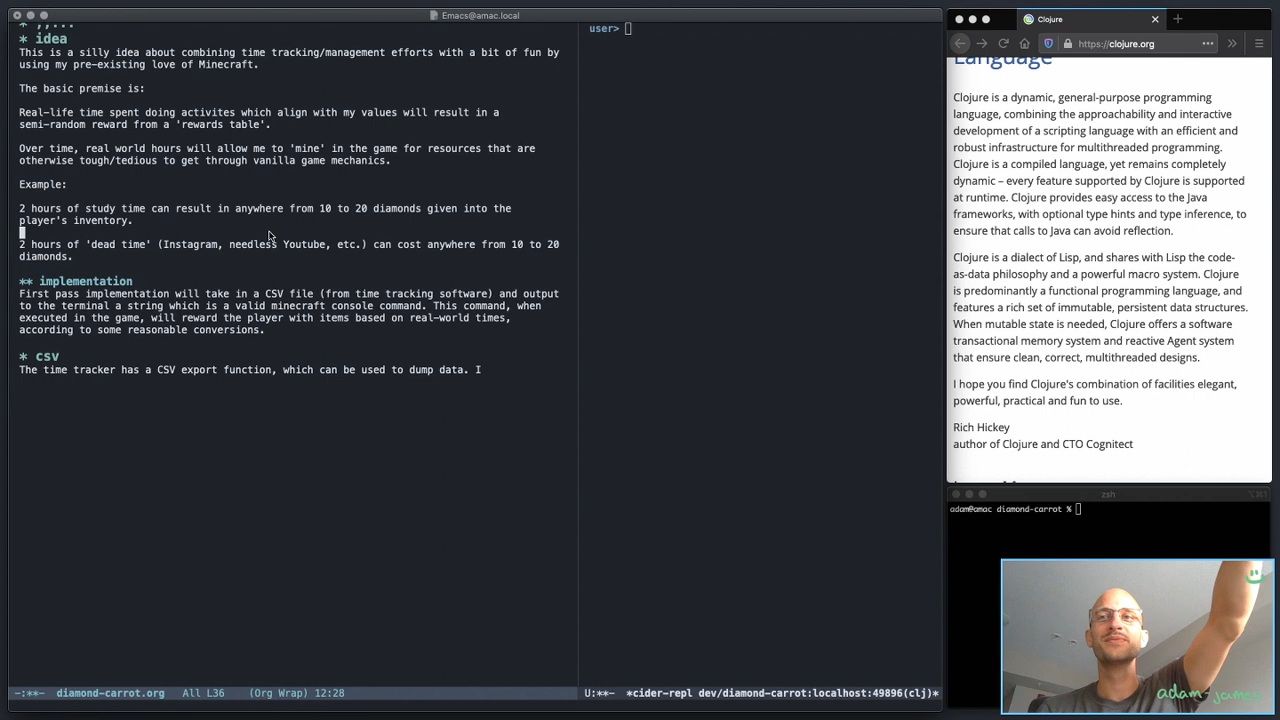 Emacs@amac.local
* ;;...
* idea
This is a silly idea about combining time tracking/management efforts with a bit of fun by
using my pre-existing love of Minecraft.
The basic premise is:
Real-life time spent doing activites which align with my values will result in a
semi-random reward from a 'rewards table'.
Over time, real world hours will allow me to 'mine' in the game for resources that are
otherwise tough/tedious to get through vanilla game mechanics.
Example:
2 hours of study time can result in anywhere from 10 to 20 diamonds given into the
player's inventory.
2 hours of 'dead time' (Instagram, needless Youtube, etc.) can cost anywhere from 10 to 20
diamonds.
** implementation
First pass implementation will take in a CSV file (from time tracking software) and output
to the terminal a string which is a valid minecraft console command. This command, when
executed in the game, will reward the player with items based on real-world times,
according to some reasonable conversions.
* csv
The time tracker has a CSV export function, which can be used to dump data. I
-:**- diamond-carrot.org All L36 (Org Wrap) 12:28
user>
U:**- *cider-repl dev/diamond-carrot:localhost:49896(clj)*
Clojure
https://clojure.org
Language
Clojure is a dynamic, general-purpose programming
language, combining the approachability and interactive
development of a scripting language with an efficient and
robust infrastructure for multithreaded programming.
Clojure is a compiled language, yet remains completely
dynamic – every feature supported by Clojure is supported
at runtime. Clojure provides easy access to the Java
frameworks, with optional type hints and type inference, to
ensure that calls to Java can avoid reflection.
Clojure is a dialect of Lisp, and shares with Lisp the code-
as-data philosophy and a powerful macro system. Clojure
is predominantly a functional programming language, and
features a rich set of immutable, persistent data structures.
When mutable state is needed, Clojure offers a software
transactional memory system and reactive Agent system
that ensure clean, correct, multithreaded designs.
I hope you find Clojure's combination of facilities elegant,
powerful, practical and fun to use.
Rich Hickey
author of Clojure and CTO Cognitect
zsh
adam@amac diamond-carrot %
adam-james